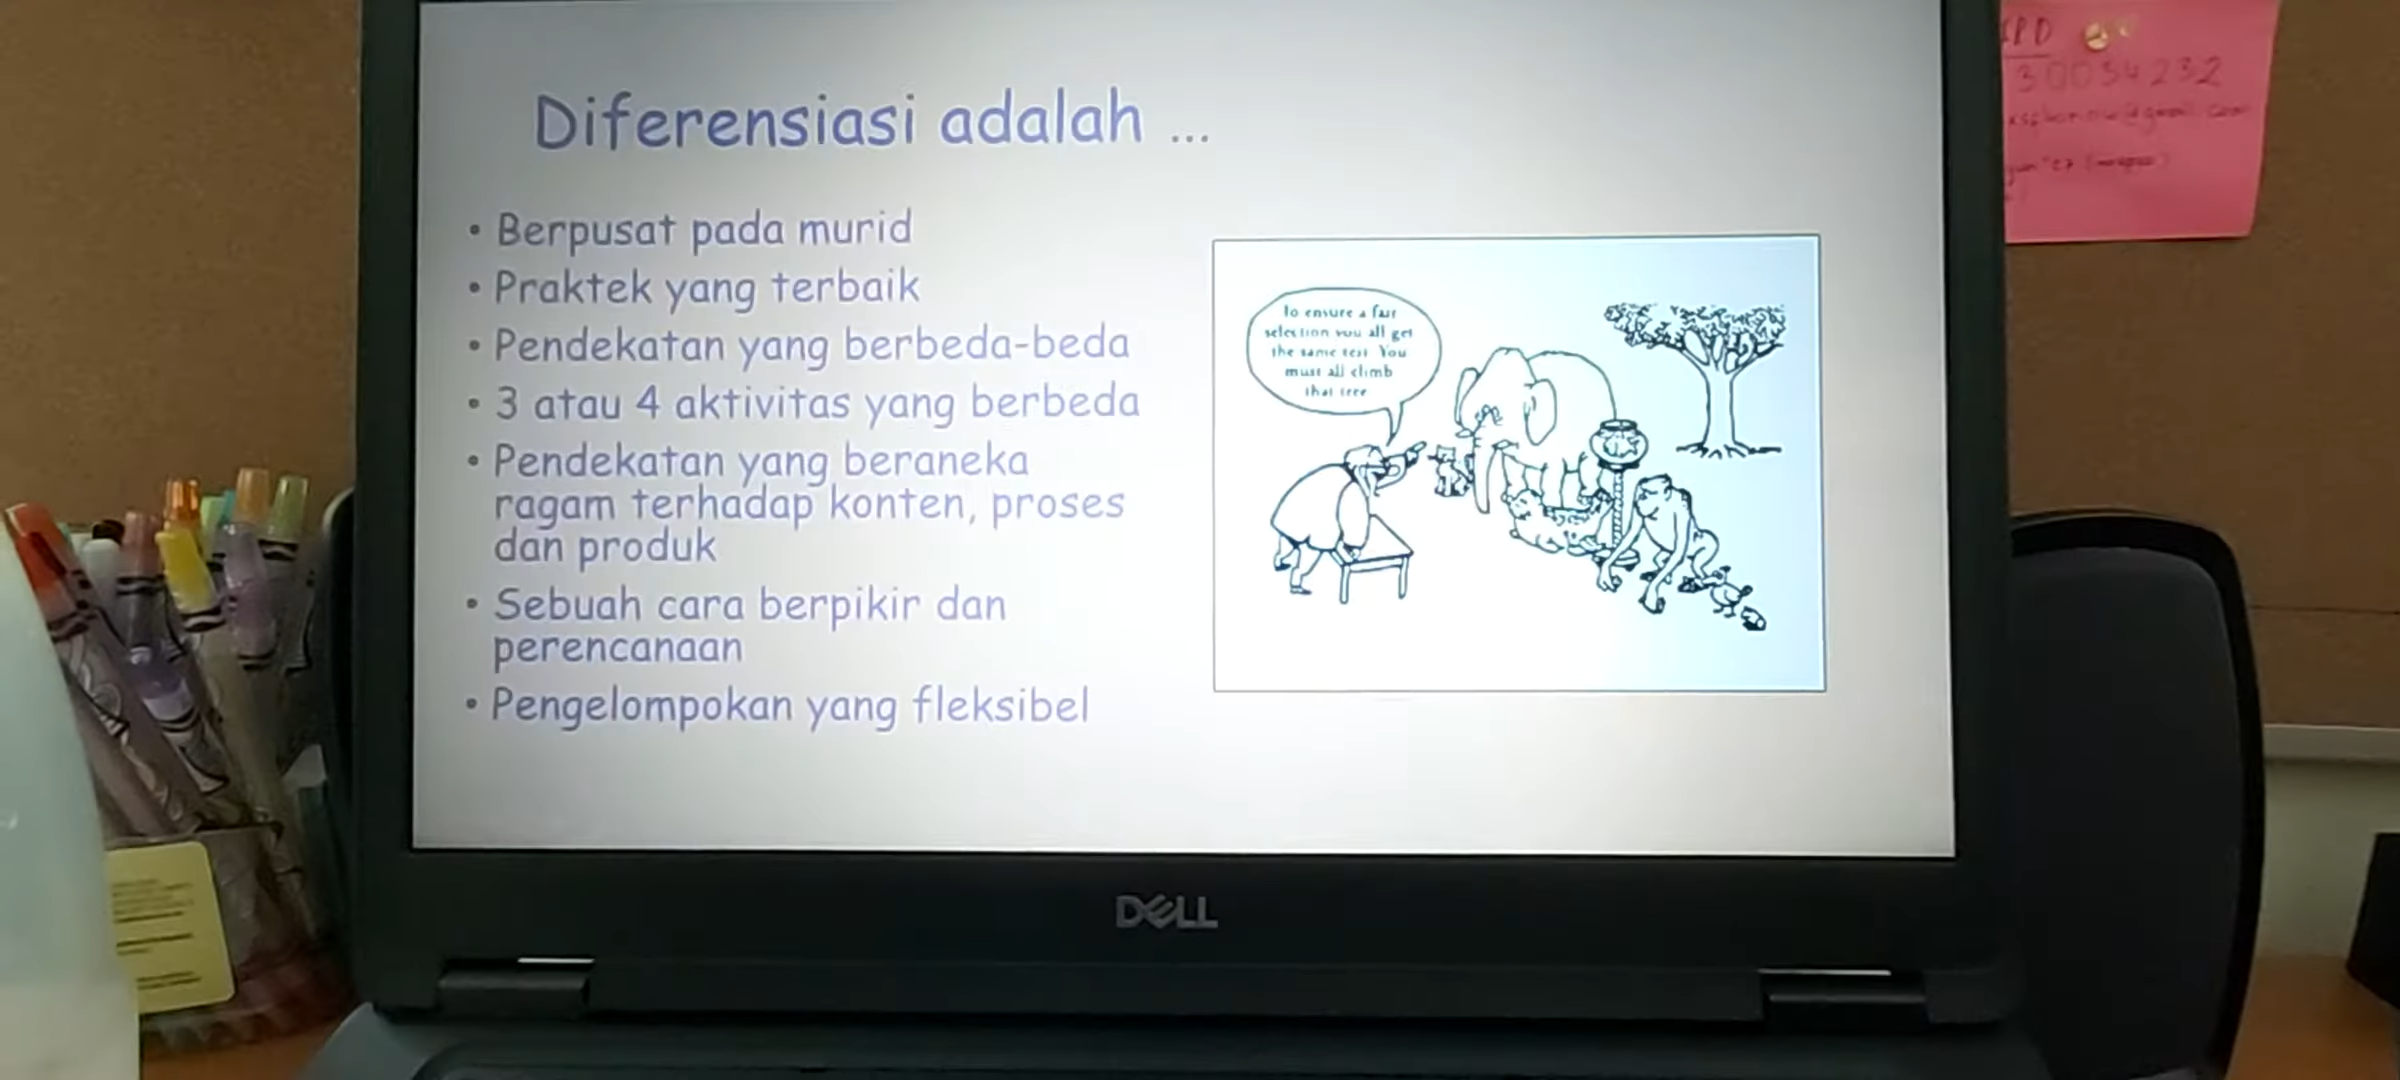 Diferensiasi adalah ...
• Berpusat pada murid
• Praktek yang terbaik
• Pendekatan yang berbeda-beda
• 3 atau 4 aktivitas yang berbeda
• Pendekatan yang beraneka
ragam terhadap konten, proses
dan produk
• Sebuah cara berpikir dan
perencanaan
• Pengelompokan yang fleksibel
To ensure a fair
selection you all get
the same test You
must all climb
that tree
DELL
30034232